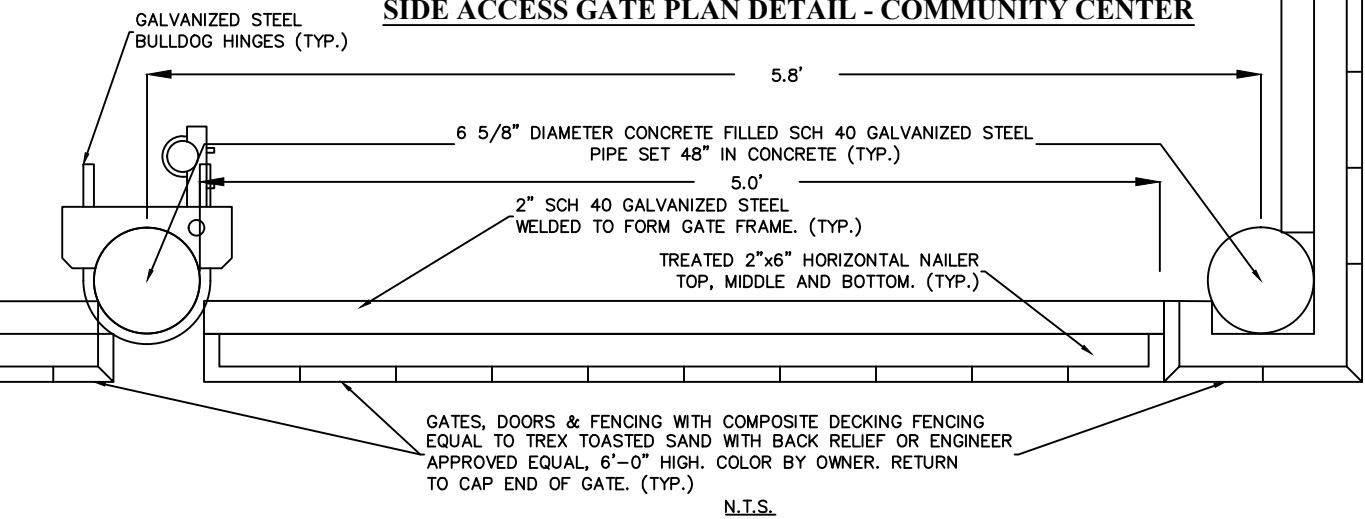 SIDE ACCESS GATE PLAN DETAIL - COMMUNITY CENTER
GALVANIZED STEEL
BULLDOG HINGES (TYP.)
5.8'
6 5/8" DIAMETER CONCRETE FILLED SCH 40 GALVANIZED STEEL
PIPE SET 48" IN CONCRETE (TYP.)
5.0'
2" SCH 40 GALVANIZED STEEL
WELDED TO FORM GATE FRAME. (TYP.)
TREATED 2"x6" HORIZONTAL NAILER
TOP, MIDDLE AND BOTTOM. (TYP.)
GATES, DOORS & FENCING WITH COMPOSITE DECKING FENCING
EQUAL TO TREX TOASTED SAND WITH BACK RELIEF OR ENGINEER
APPROVED EQUAL, 6'-0" HIGH. COLOR BY OWNER. RETURN
TO CAP END OF GATE. (TYP.)
N.T.S.